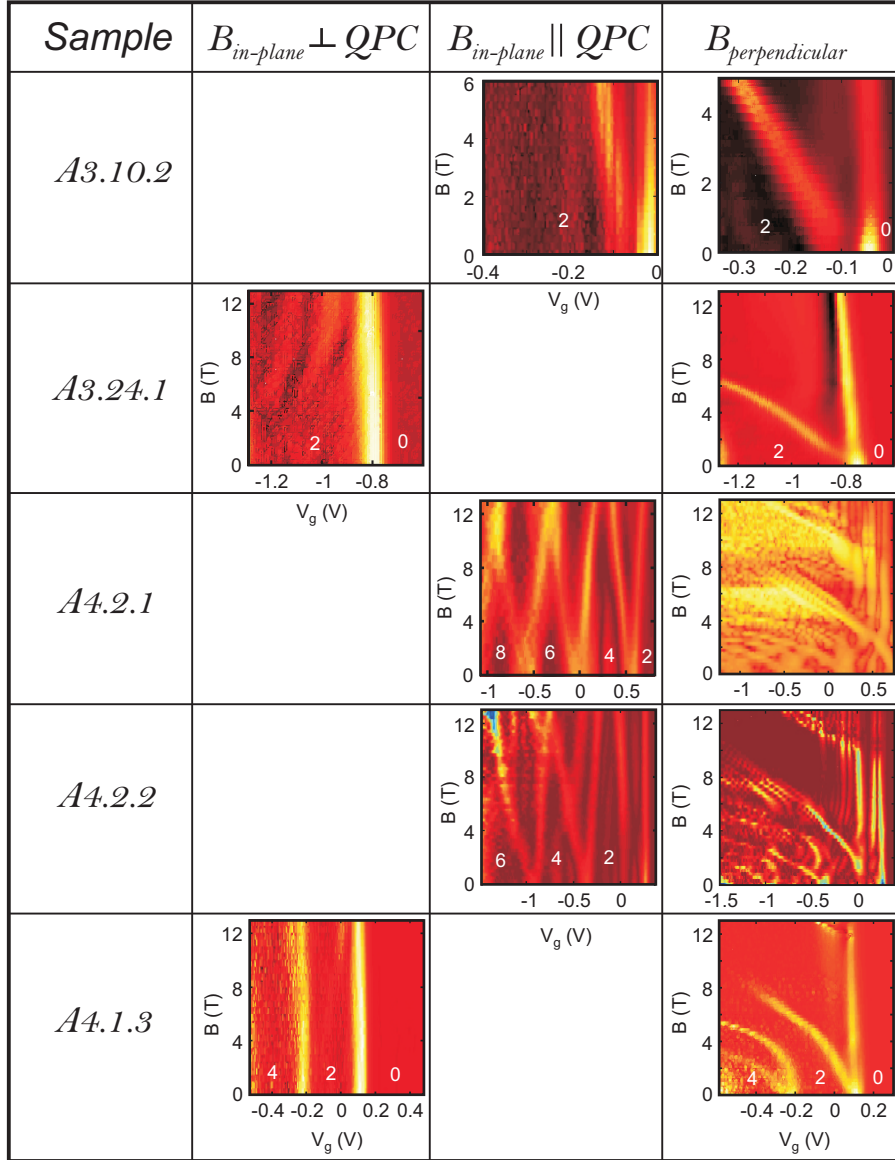 Sample B_in-plane ⊥ QPC B_in-plane || QPC B_perpendicular
A3.10.2
B (T)
6
4
2
0
2
-0.4 -0.2 0
V_g (V)
B (T)
4
2
0
2 0
-0.3 -0.2 -0.1 0
A3.24.1
B (T)
12
8
4
0
2 0
-1.2 -1 -0.8
V_g (V)
B (T)
12
8
4
0
2 0
-1.2 -1 -0.8
A4.2.1
B (T)
12
8
4
0
8 6 4 2
-1 -0.5 0 0.5
B (T)
12
8
4
0
-1 -0.5 0 0.5
A4.2.2
B (T)
12
8
4
0
6 4 2
-1 -0.5 0
V_g (V)
B (T)
12
8
4
0
-1.5 -1 -0.5 0
A4.1.3
B (T)
12
8
4
0
4 2 0
-0.4 -0.2 0 0.2 0.4
V_g (V)
B (T)
12
8
4
0
4 2 0
-0.4 -0.2 0 0.2
V_g (V)